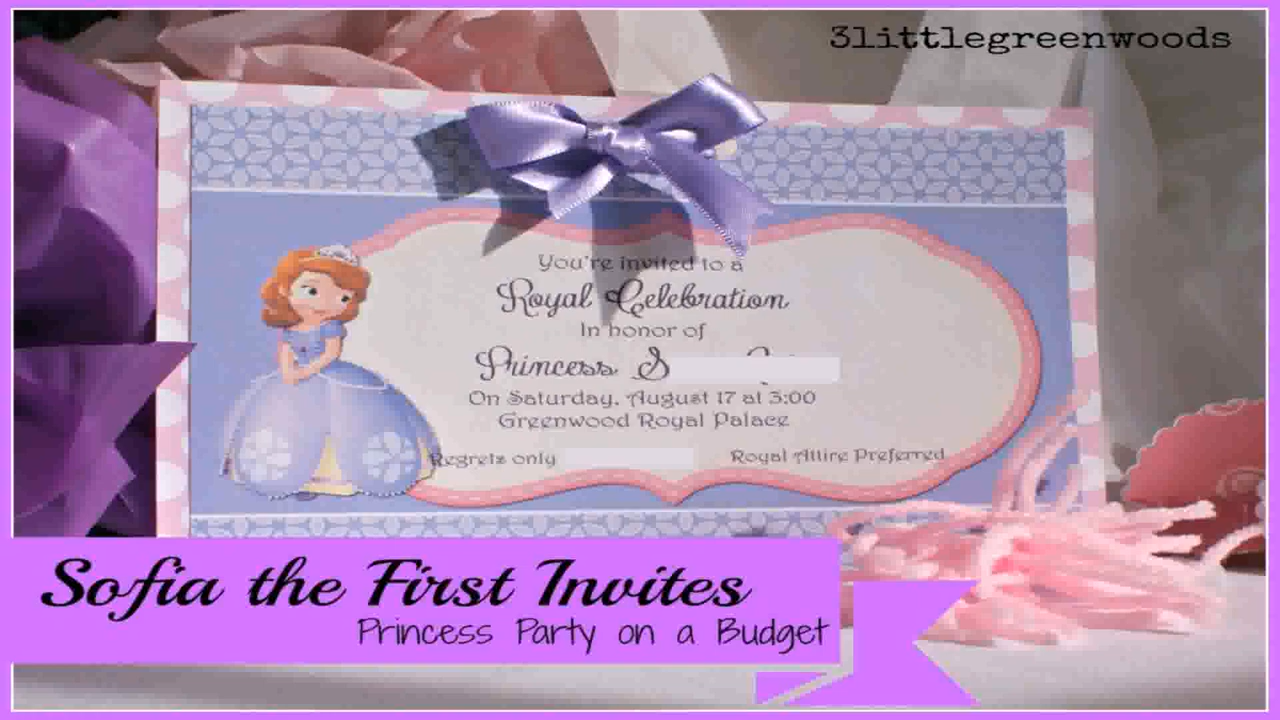 3littlegreenwoods
You're invited to a
Royal Celebration
In honor of
Princess S
On Saturday, August 17 at 3:00
Greenwood Royal Palace
Regrets only
Royal Attire Preferred
Sofia the First Invites
Princess Party on a Budget